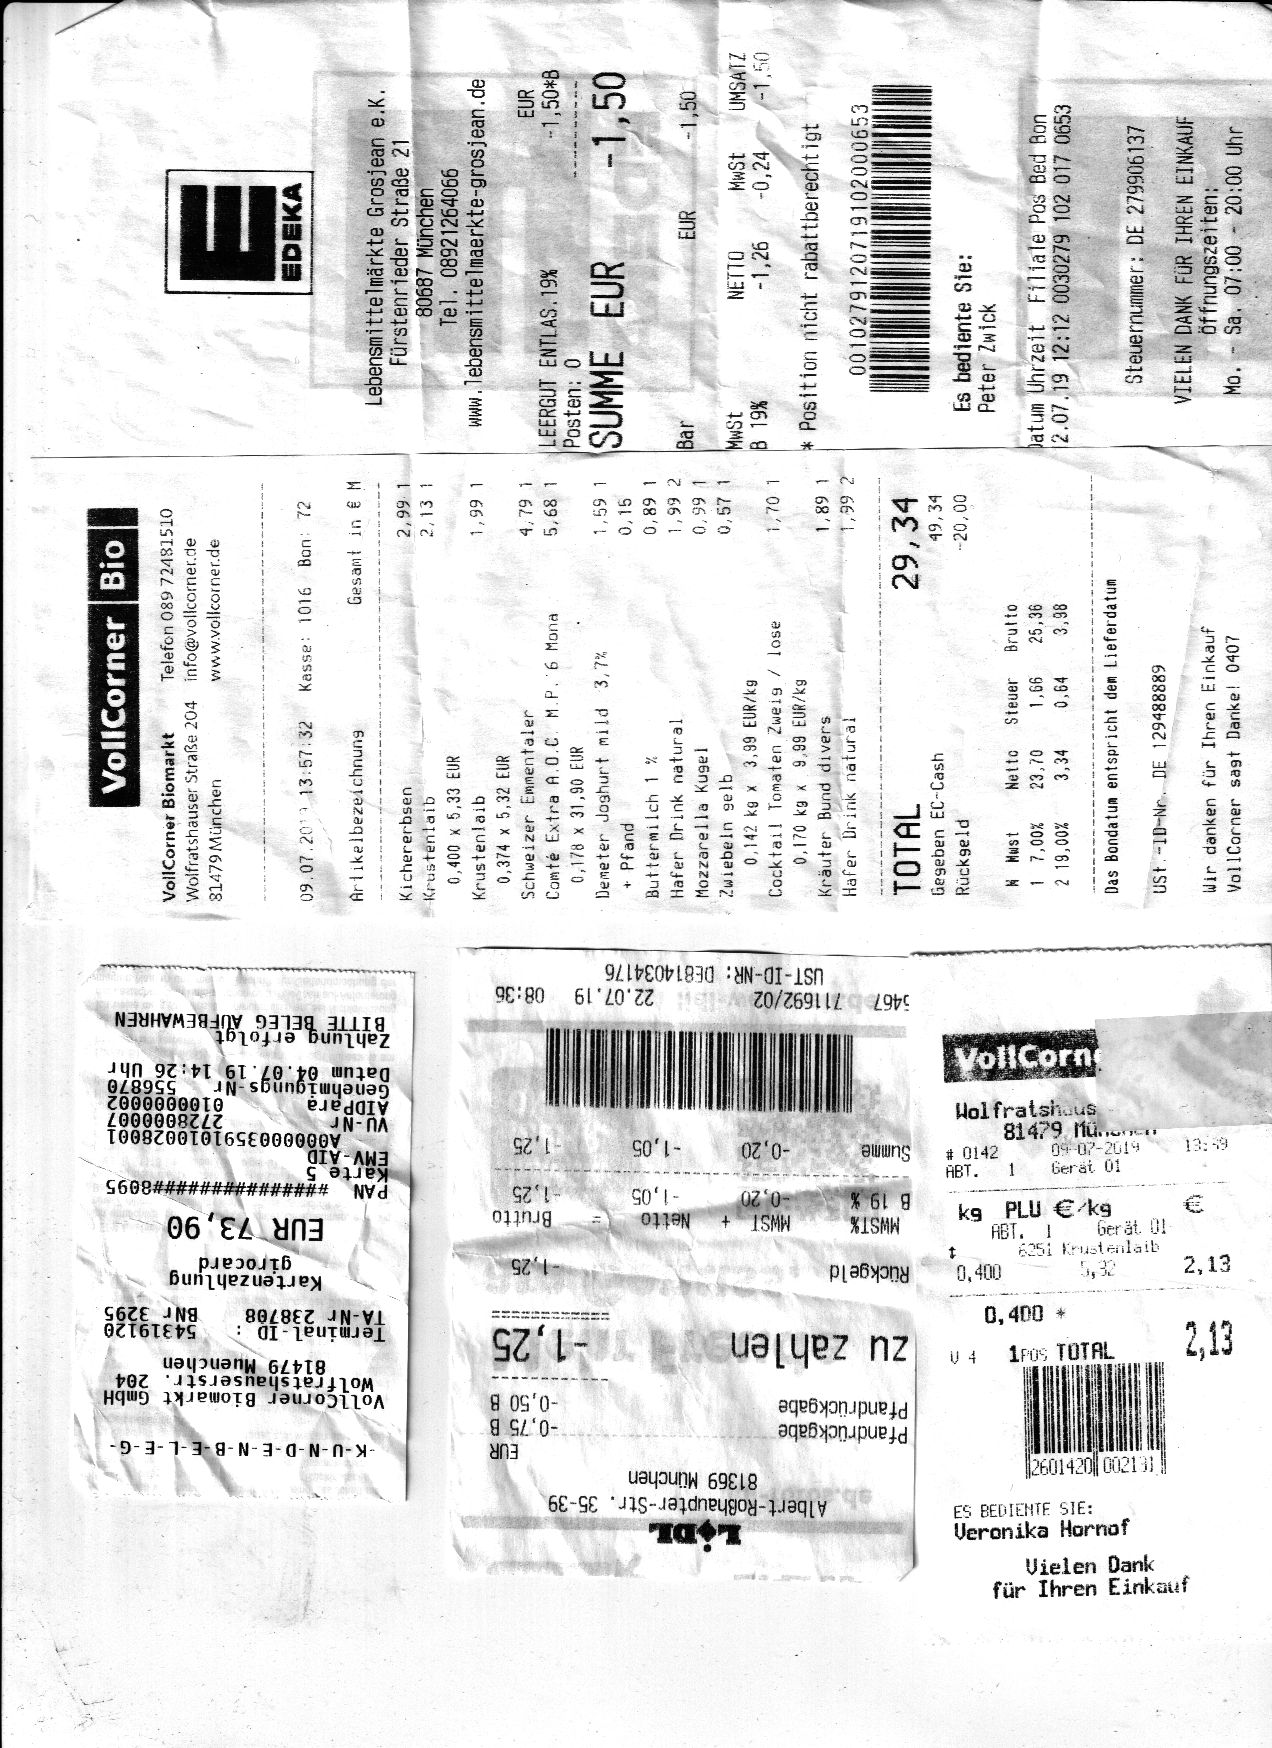 E
EDEKA
Lebensmittelmärkte Grosjean e.K.
Fürstenrieder Straße 21
80687 München
Tel. 08921264066
www.lebensmittelmaerkte-grosjean.de
EUR
LEERGUT ENTLAS.19% -1,50*B
Posten: 0
SUMME EUR -1,50
Bar EUR -1,50
MwSt NETTO MwSt UMSATZ
B 19% -1,26 -0,24 -1,50
* Position nicht rabattberechtigt
0010279120719102000653
Es bediente Sie:
Peter Zwick
Datum Uhrzeit Filiale Pos Bed Bon
2.07.19 12:12 0030279 102 017 0653
Steuernummer: DE 279906137
VIELEN DANK FÜR IHREN EINKAUF
Öffnungszeiten:
Mo. - Sa. 07:00 - 20:00 Uhr
VollCorner Bio
VollCorner Biomarkt Telefon 089 72481510
Wolfratshauser Straße 204 info@vollcorner.de
81479 München www.vollcorner.de
09.07.20 13:57:32 Kasse: 1016 Bon: 72
Artikelbezeichnung Gesamt in € M
Kichererbsen 2,99 1
Krustenlaib 2,13 1
0,400 x 5,33 EUR
Krustenlaib 1,99 1
0,374 x 5,32 EUR
Schweizer Emmentaler 4,79 1
Comté Extra A.O.C. M.P. 6 Mona 5,68 1
0,178 x 31,90 EUR
Demeter Joghurt mild 3,7% 1,59 1
+ Pfand 0,15
Buttermilch 1 % 0,89 1
Hafer Drink natural 1,99 2
Mozzarella Kugel 0,99 1
Zwiebeln gelb 0,57 1
0,142 kg x 3,99 EUR/kg
Cocktail Tomaten Zweig / lose 1,70 1
0,170 kg x 9,99 EUR/kg
Kräuter Bund divers 1,89 1
Hafer Drink natural 1,99 2
TOTAL 29,34
Gegeben EC-Cash 49,34
Rückgeld -20,00
M Mwst Netto Steuer Brutto
1 7,00% 23,70 1,66 25,36
2 19,00% 3,34 0,64 3,98
Das Bondatum entspricht dem Lieferdatum
USt.-ID-Nr. DE 129488889
Wir danken für Ihren Einkauf
VollCorner sagt Danke! 0407
-K-U-N-D-E-N-B-E-L-E-G-
VollCorner Biomarkt GmbH
Wolfratshauserstr. 204
81479 Muenchen
Terminal-ID : 54319120
TA-Nr 238708 BNr 3295
Kartenzahlung
girocard
EUR 73,90
PAN ###############8095
Karte 5
EMV-AID
A0000003591010028001
VU-Nr 272800007
AIDPara 0100000002
Genehmigungs-Nr 556870
Datum 04.07.19 14:26 Uhr
Zahlung erfolgt
BITTE BELEG AUFBEWAHREN
LiDL
Albert-Roßhaupter-Str. 35-39
81369 München
EUR
Pfandrückgabe -0,75 B
Pfandrückgabe -0,50 B
zu zahlen -1,25
Rückgeld -1,25
MWST% MWST + Netto = Brutto
B 19 % -0,20 -1,05 -1,25
Summe -0,20 -1,05 -1,25
5467 711692/02 22.07.19 08:36
UST-ID-NR: DE814034176
VollCorn
Wolfratshaus
81479 München
# 0142 09-07-2019 13:49
ABT. 1 Gerät 01
kg PLU €/kg €
ABT. 1 Gerät 01
t 6251 Krustenlaib
0,400 5,32 2,13
0,400 *
V 4 1POS TOTAL 2,13
2601420 002131
ES BEDIENTE SIE:
Veronika Hornof
Vielen Dank
für Ihren Einkauf